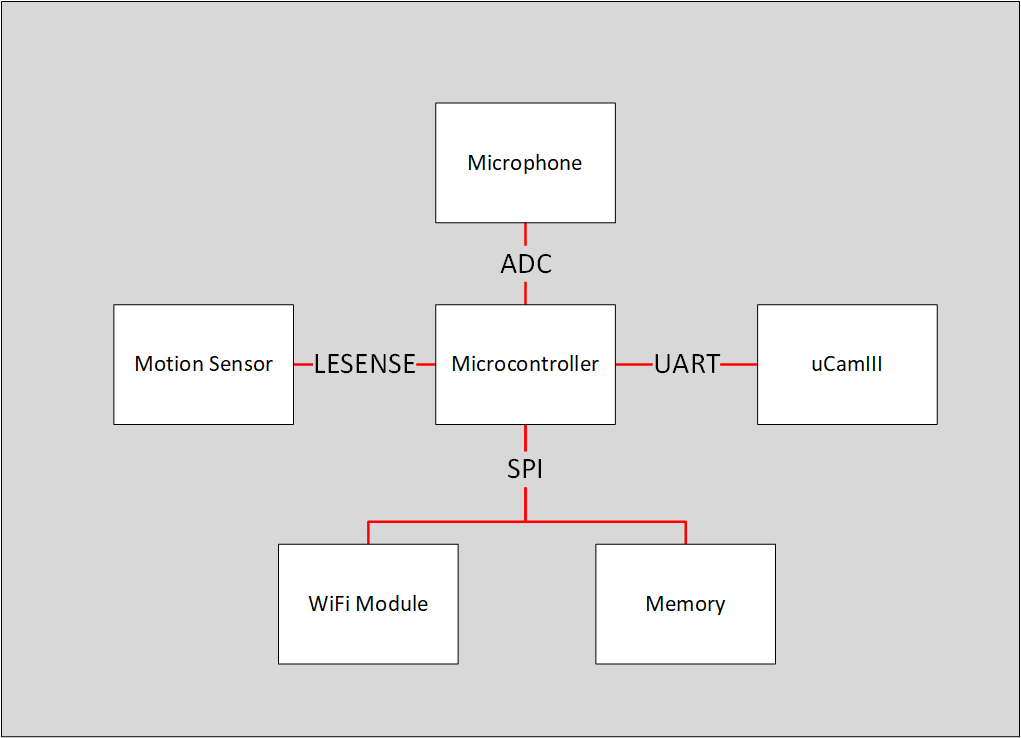 Microphone
ADC
Motion Sensor
LESENSE
Microcontroller
UART
uCamIII
SPI
WiFi Module
Memory